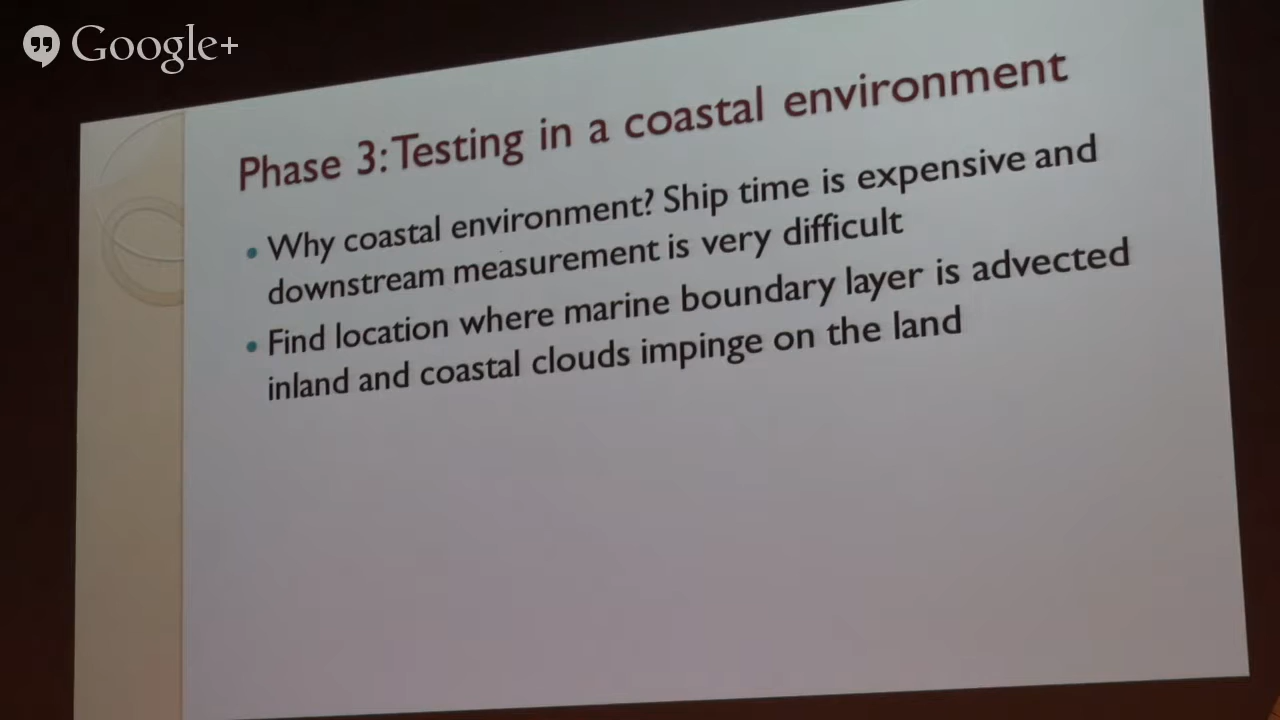 Google+
Phase 3: Testing in a coastal environment
• Why coastal environment? Ship time is expensive and
downstream measurement is very difficult
• Find location where marine boundary layer is advected
inland and coastal clouds impinge on the land